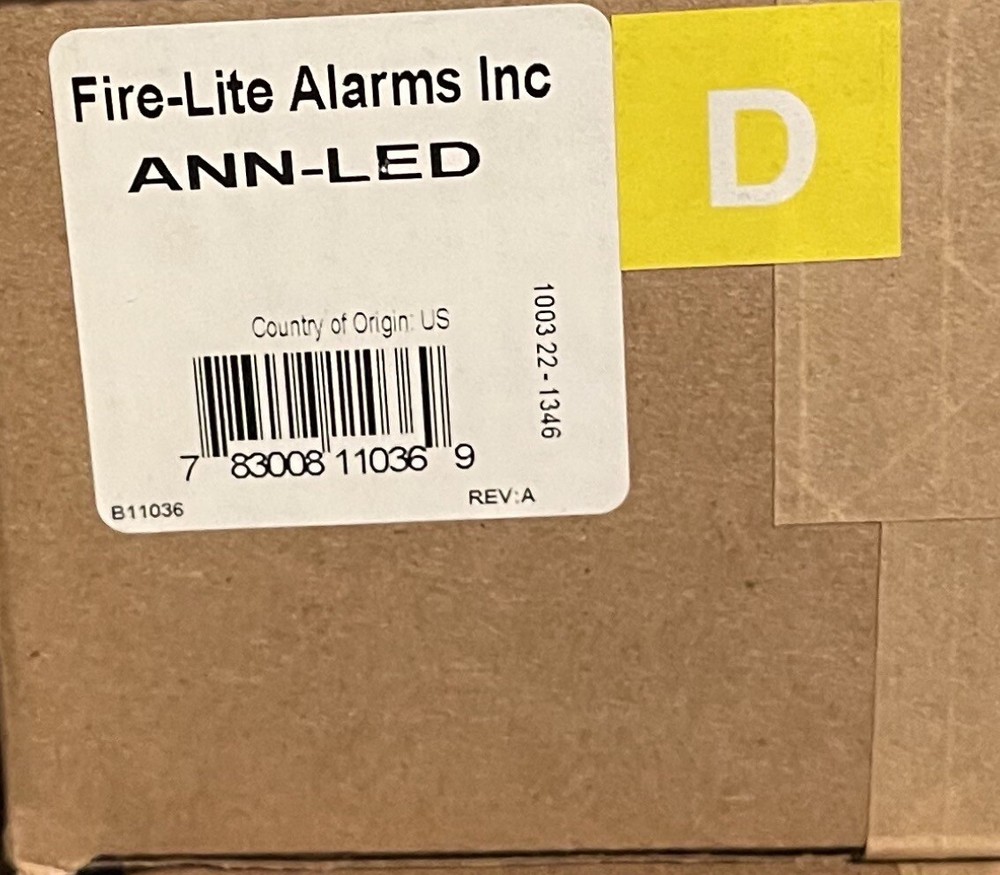 Fire-Lite Alarms Inc
ANN-LED
D
Country of Origin: US
1003 22 - 1346
7 83008 11036 9
B11036
REV:A